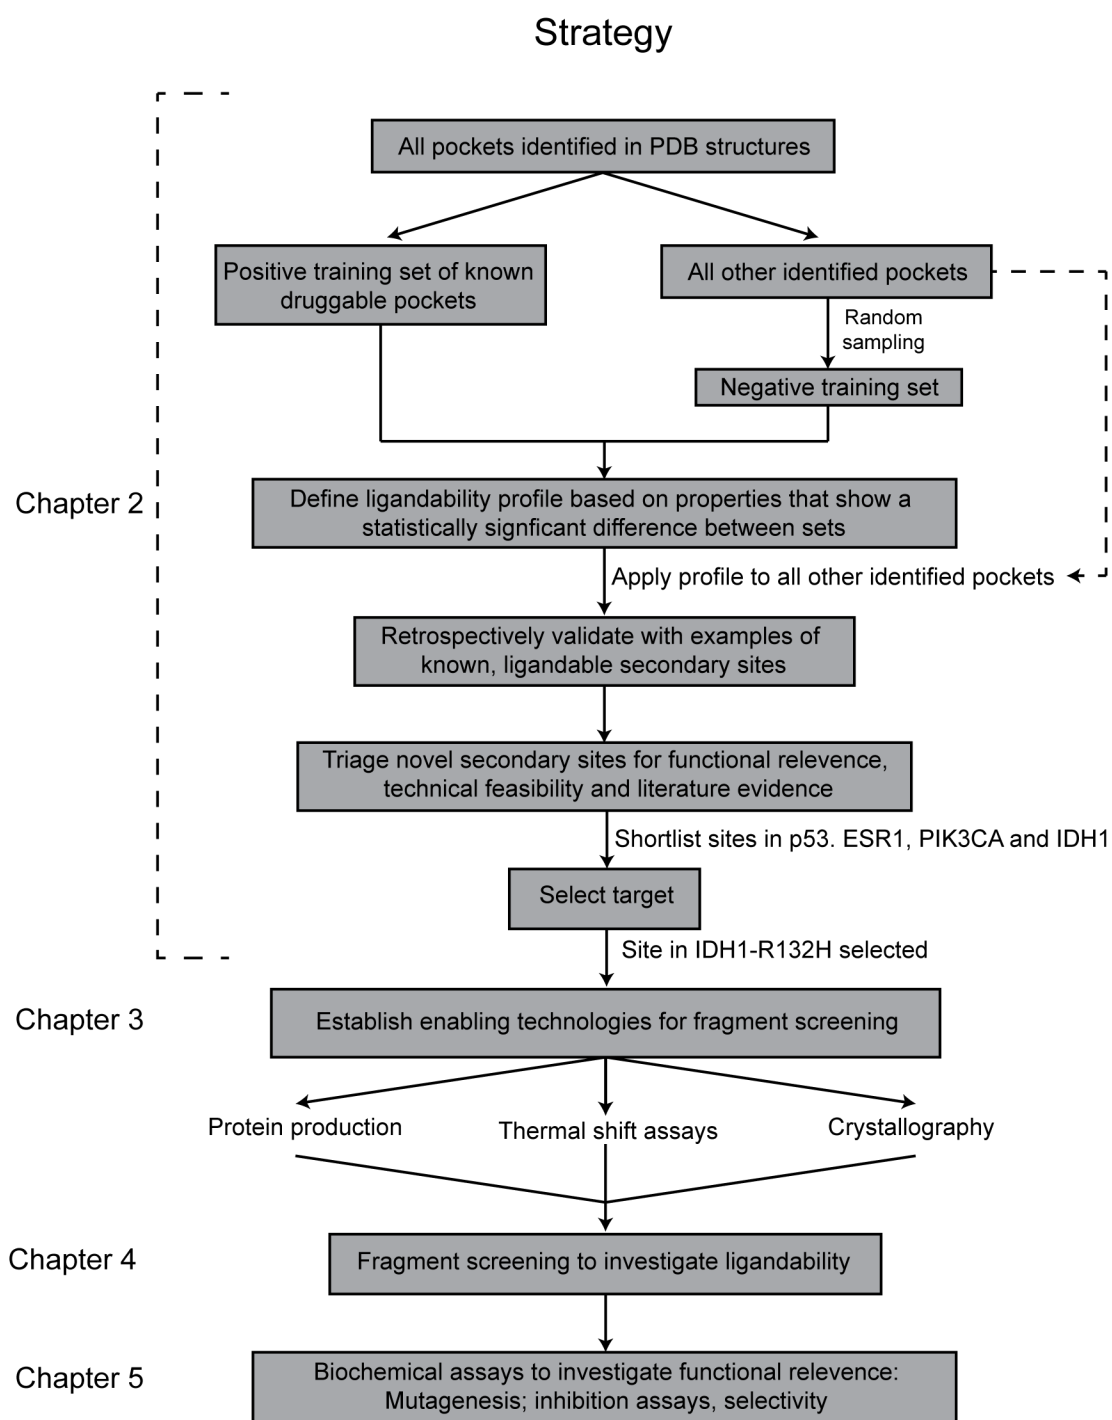 Strategy
All pockets identified in PDB structures
Positive training set of known
druggable pockets
All other identified pockets
Random
sampling
Negative training set
Chapter 2
Define ligandability profile based on properties that show a
statistically signficant difference between sets
Apply profile to all other identified pockets
Retrospectively validate with examples of
known, ligandable secondary sites
Triage novel secondary sites for functional relevence,
technical feasibility and literature evidence
Shortlist sites in p53. ESR1, PIK3CA and IDH1
Select target
Site in IDH1-R132H selected
Chapter 3
Establish enabling technologies for fragment screening
Protein production
Thermal shift assays
Crystallography
Chapter 4
Fragment screening to investigate ligandability
Chapter 5
Biochemical assays to investigate functional relevence:
Mutagenesis; inhibition assays, selectivity